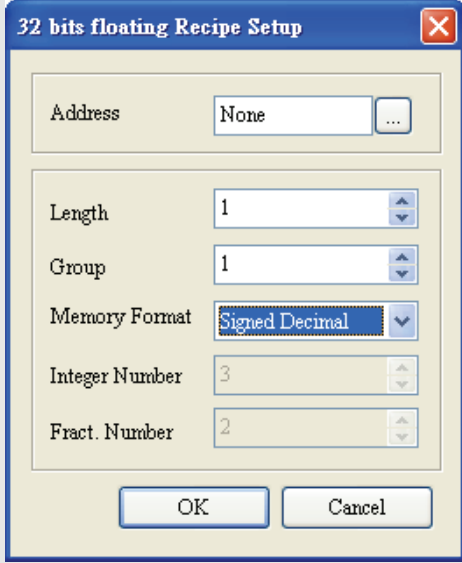 32 bits floating Recipe Setup
Address None ...
Length 1
Group 1
Memory Format Signed Decimal
Integer Number 3
Fract. Number 2
OK Cancel